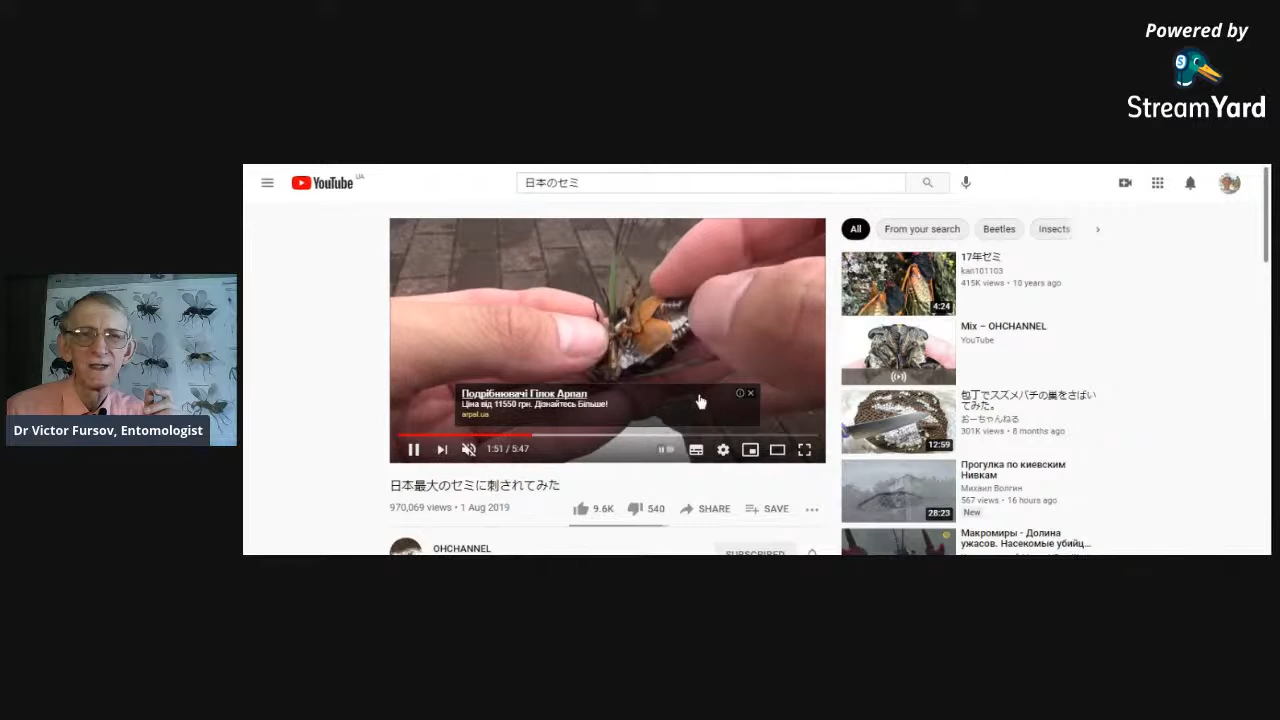 Powered by
StreamYard
YouTube UA
日本のセミ
All
From your search
Beetles
Insects
17年ゼミ
kan101103
415K views • 10 years ago
4:24
Mix – OHCHANNEL
YouTube
包丁でスズメバチの巣をさばい
てみた。
おーちゃんねる
301K views • 8 months ago
12:59
Прогулка по киевским
Нивкам
Михаил Волгин
567 views • 16 hours ago
New
28:23
Макромиры - Долина
ужасов. Насекомые убийц...
Подрібнювачі Гілок Арпал
Ціна від 11550 грн. Дізнайтесь Більше!
arpal.ua
1:51 / 5:47
日本最大のセミに刺されてみた
970,069 views • 1 Aug 2019
9.6K
540
SHARE
SAVE
OHCHANNEL
SUBSCRIBED
Dr Victor Fursov, Entomologist